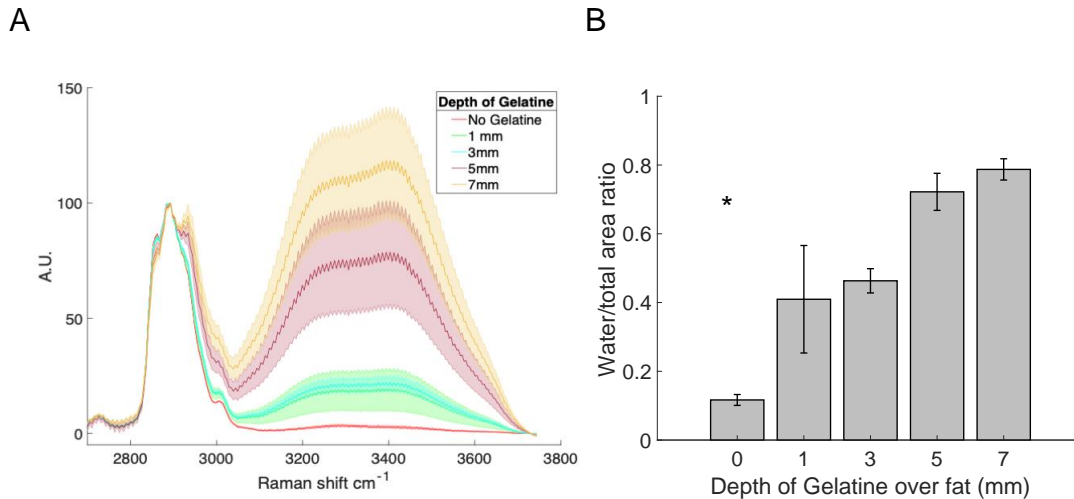 A
150
100
50
0
A.U.
2800 3000 3200 3400 3600 3800
Raman shift cm⁻¹
Depth of Gelatine
No Gelatine
1 mm
3mm
5mm
7mm
B
1
0.8
0.6
0.4
0.2
0
Water/total area ratio
*
0 1 3 5 7
Depth of Gelatine over fat (mm)